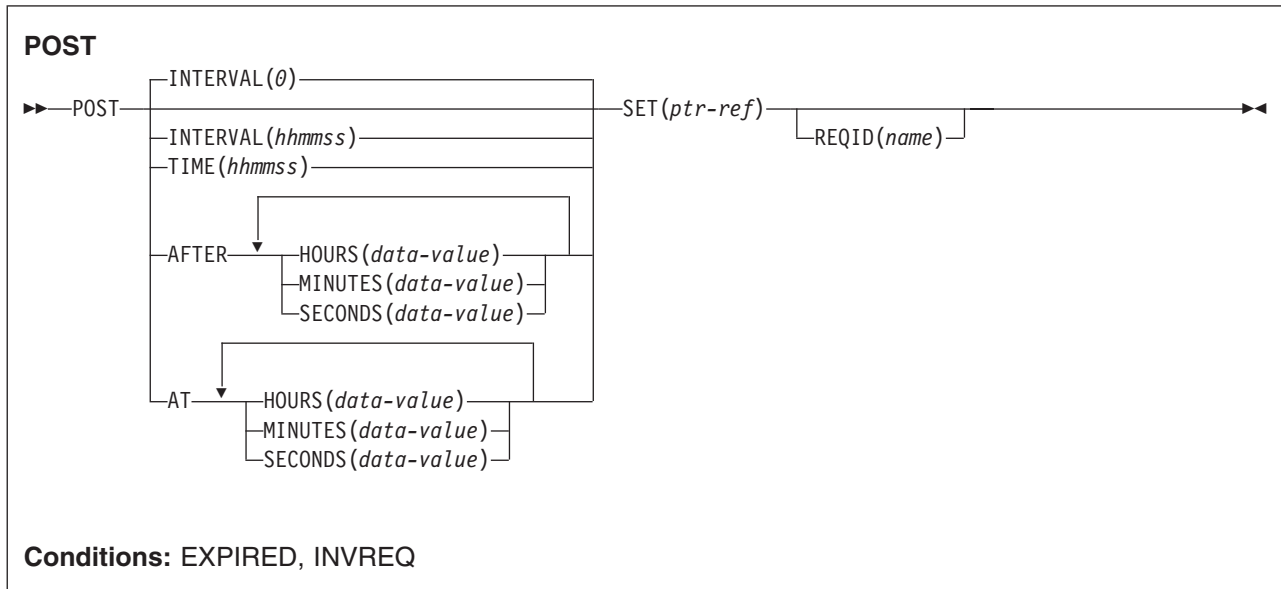 POST
INTERVAL(0)
POST SET(ptr-ref)
INTERVAL(hhmmss) REQID(name)
TIME(hhmmss)
AFTER HOURS(data-value)
MINUTES(data-value)
SECONDS(data-value)
AT HOURS(data-value)
MINUTES(data-value)
SECONDS(data-value)
Conditions: EXPIRED, INVREQ